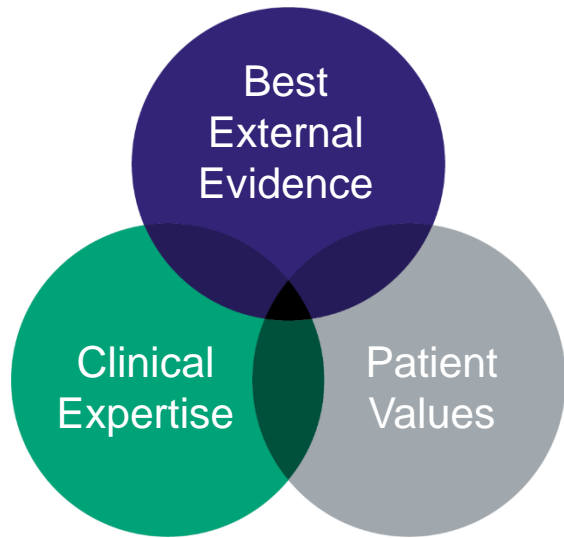 Best
External
Evidence
Clinical
Expertise
Patient
Values